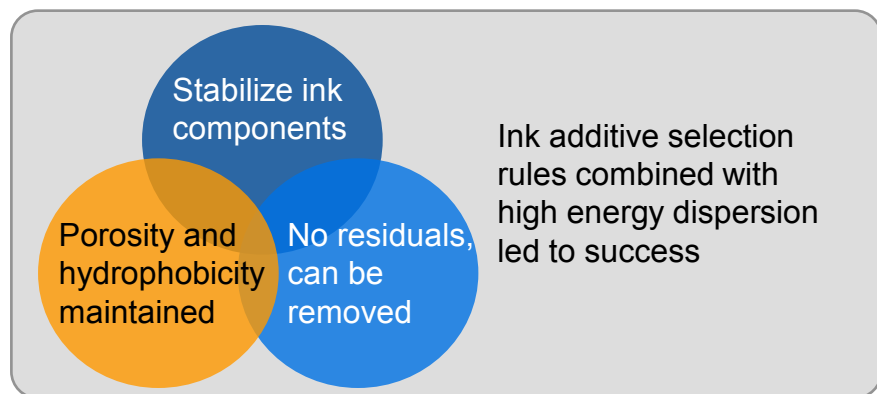 Stabilize ink
components
Porosity and
hydrophobicity
maintained
No residuals,
can be
removed
Ink additive selection
rules combined with
high energy dispersion
led to success